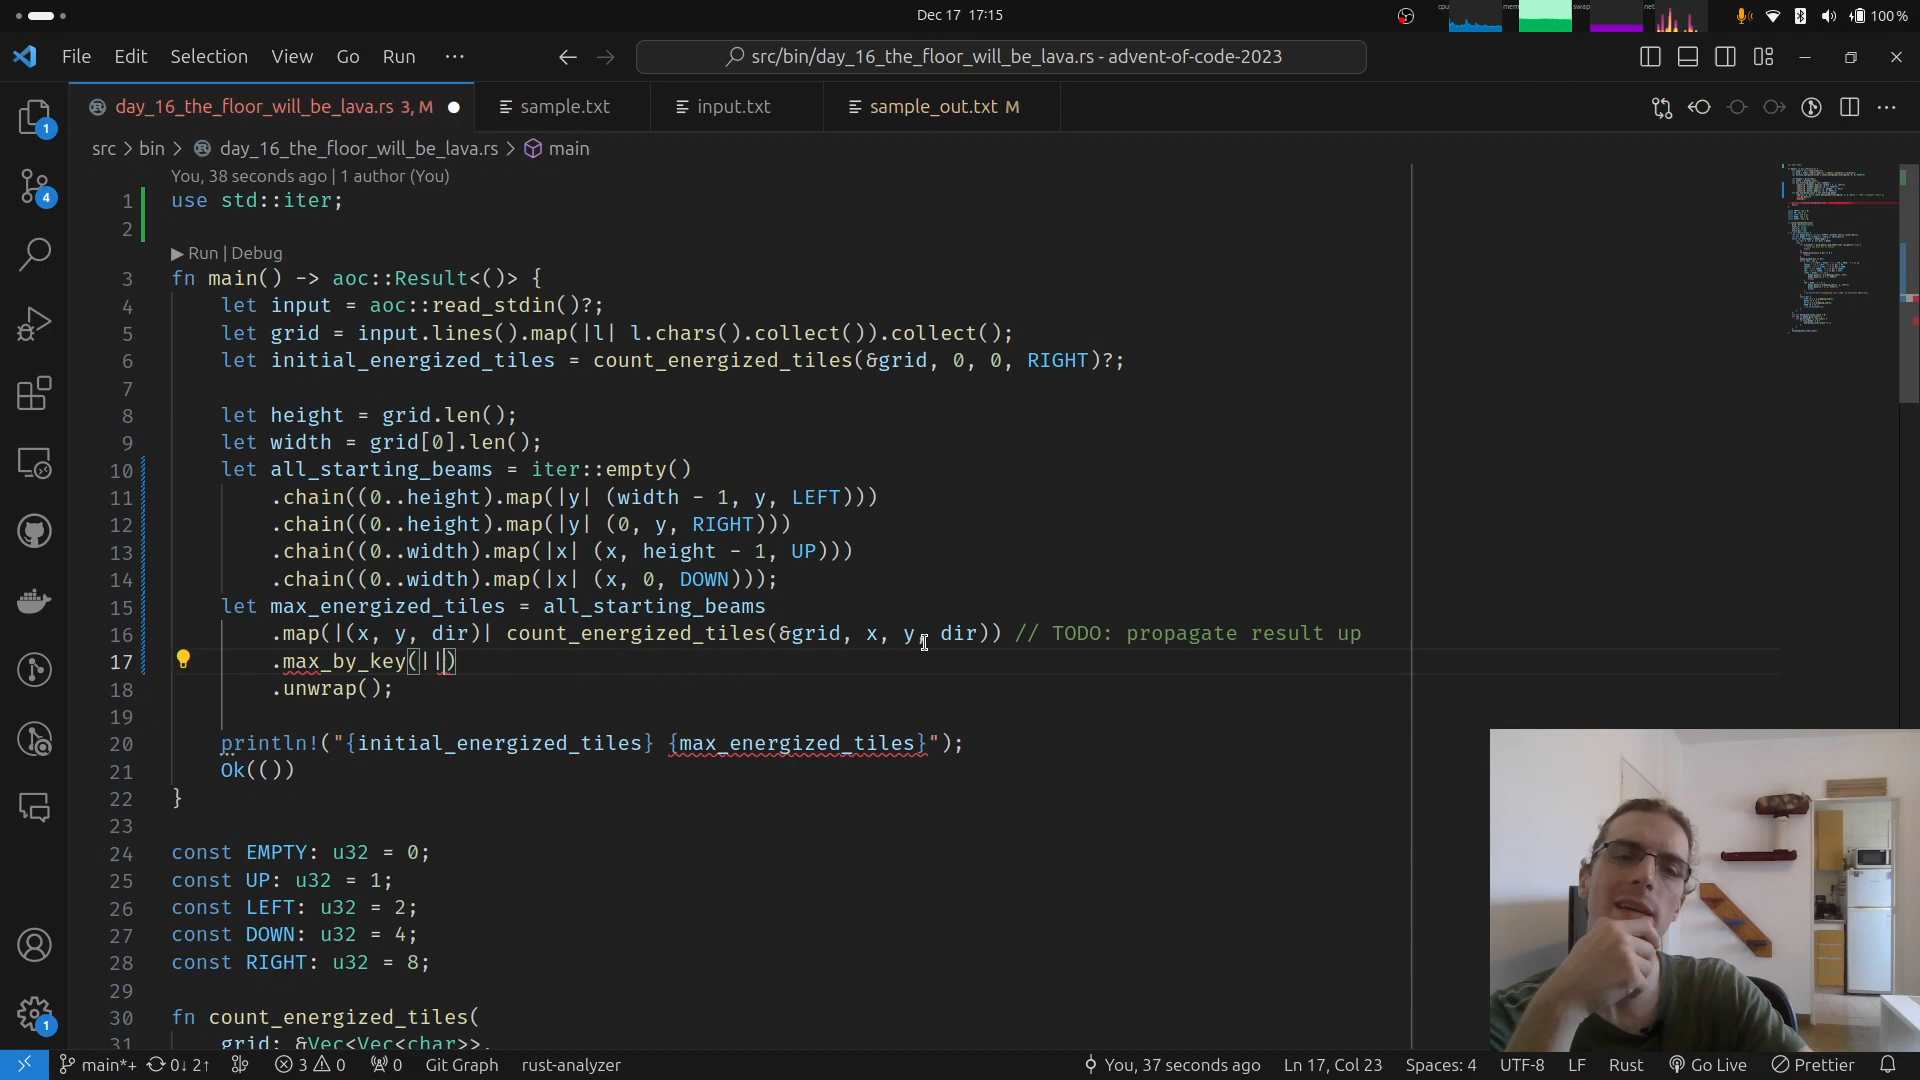 Dec 17 17:15
cpu mem swap net 100 %
File Edit Selection View Go Run ··· src/bin/day_16_the_floor_will_be_lava.rs - advent-of-code-2023
day_16_the_floor_will_be_lava.rs 3, M sample.txt input.txt sample_out.txt M
src > bin > day_16_the_floor_will_be_lava.rs > main
You, 38 seconds ago | 1 author (You)
1 use std::iter;
2
▶ Run | Debug
3 fn main() -> aoc::Result<()> {
4 let input = aoc::read_stdin()?;
5 let grid = input.lines().map(|l| l.chars().collect()).collect();
6 let initial_energized_tiles = count_energized_tiles(&grid, 0, 0, RIGHT)?;
7
8 let height = grid.len();
9 let width = grid[0].len();
10 let all_starting_beams = iter::empty()
11 .chain((0..height).map(|y| (width - 1, y, LEFT)))
12 .chain((0..height).map(|y| (0, y, RIGHT)))
13 .chain((0..width).map(|x| (x, height - 1, UP)))
14 .chain((0..width).map(|x| (x, 0, DOWN)));
15 let max_energized_tiles = all_starting_beams
16 .map(|(x, y, dir)| count_energized_tiles(&grid, x, y, dir)) // TODO: propagate result up
17 .max_by_key(||)
18 .unwrap();
19
20 println!("{initial_energized_tiles} {max_energized_tiles}");
21 Ok(())
22 }
23
24 const EMPTY: u32 = 0;
25 const UP: u32 = 1;
26 const LEFT: u32 = 2;
27 const DOWN: u32 = 4;
28 const RIGHT: u32 = 8;
29
30 fn count_energized_tiles(
31 grid: &Vec<Vec<char>>,
1
4
1
main*+ 0↓ 2↑ 3 0 0 Git Graph rust-analyzer You, 37 seconds ago Ln 17, Col 23 Spaces: 4 UTF-8 LF Rust Go Live Prettier